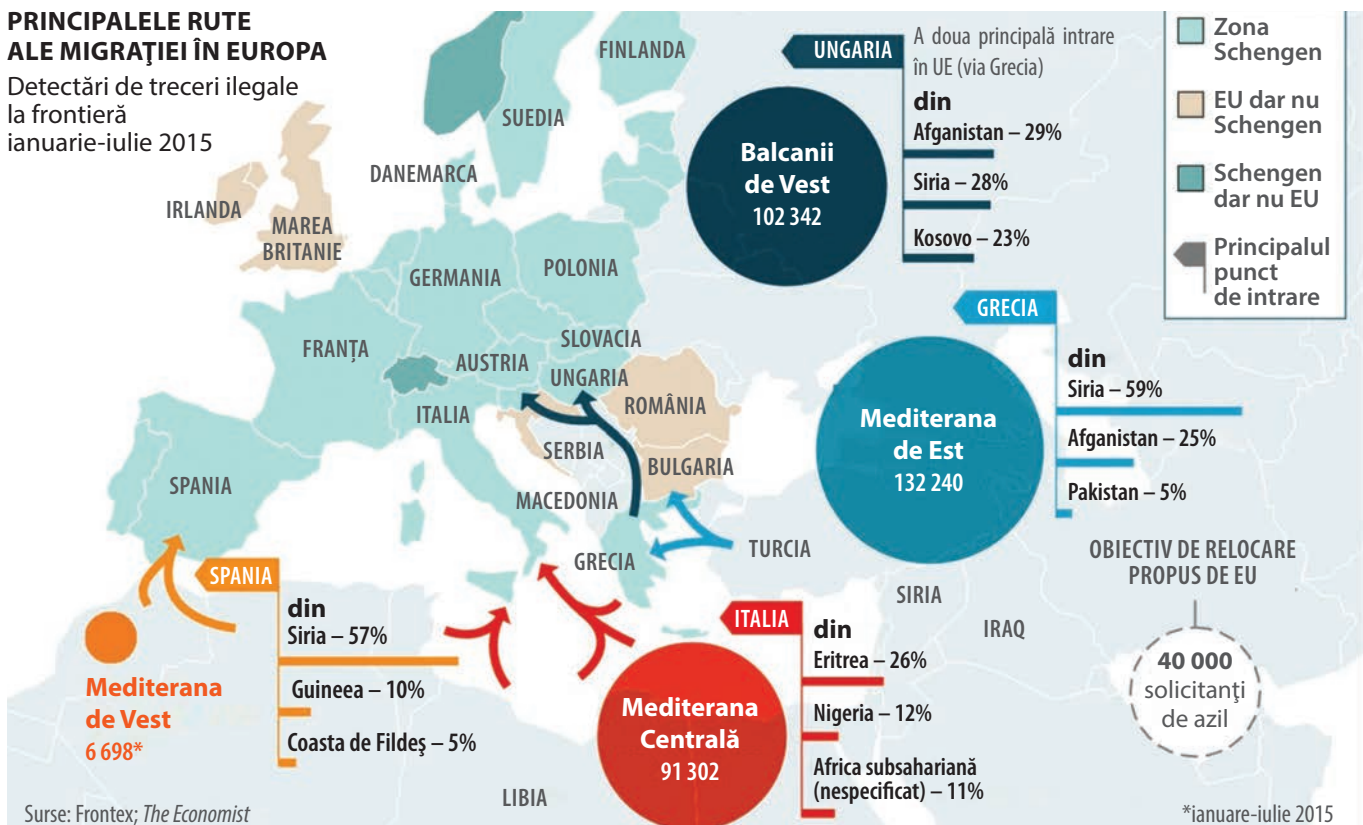 PRINCIPALELE RUTE
ALE MIGRAŢIEI ÎN EUROPA
Detectări de treceri ilegale
la frontieră
ianuarie-iulie 2015
Zona
Schengen
EU dar nu
Schengen
Schengen
dar nu EU
Principalul
punct
de intrare
UNGARIA
A doua principală intrare
în UE (via Grecia)
din
Afganistan – 29%
Siria – 28%
Kosovo – 23%
Balcanii
de Vest
102 342
GRECIA
din
Siria – 59%
Afganistan – 25%
Pakistan – 5%
Mediterana
de Est
132 240
FINLANDA
SUEDIA
DANEMARCA
IRLANDA
MAREA
BRITANIE
GERMANIA
POLONIA
FRANȚA
SLOVACIA
AUSTRIA
UNGARIA
ITALIA
ROMÂNIA
SERBIA
BULGARIA
SPANIA
MACEDONIA
GRECIA
TURCIA
SIRIA
IRAQ
LIBIA
OBIECTIV DE RELOCARE
PROPUS DE EU
40 000
solicitanţi
de azil
SPANIA
din
Siria – 57%
Guineea – 10%
Coasta de Fildeş – 5%
Mediterana
de Vest
6 698*
ITALIA
din
Eritrea – 26%
Nigeria – 12%
Africa subsahariană
(nespecificat) – 11%
Mediterana
Centrală
91 302
Surse: Frontex; The Economist
*ianuare-iulie 2015